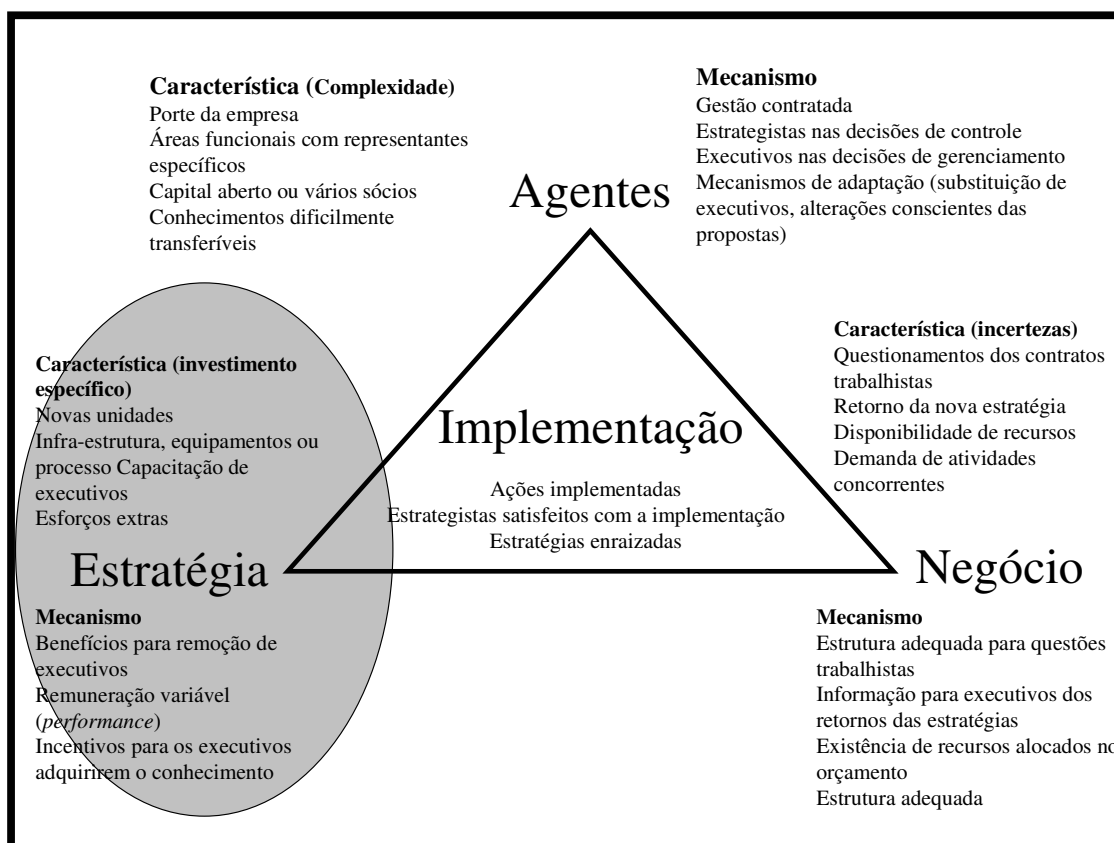 Característica (Complexidade)
Porte da empresa
Áreas funcionais com representantes
específicos
Capital aberto ou vários sócios
Conhecimentos dificilmente
transferíveis
Agentes
Mecanismo
Gestão contratada
Estrategistas nas decisões de controle
Executivos nas decisões de gerenciamento
Mecanismos de adaptação (substituição de
executivos, alterações conscientes das
propostas)
Característica (investimento
específico)
Novas unidades
Infra-estrutura, equipamentos ou
processo Capacitação de
executivos
Esforços extras
Estratégia
Mecanismo
Benefícios para remoção de
executivos
Remuneração variável
(performance)
Incentivos para os executivos
adquirirem o conhecimento
Implementação
Ações implementadas
Estrategistas satisfeitos com a implementação
Estratégias enraizadas
Característica (incertezas)
Questionamentos dos contratos
trabalhistas
Retorno da nova estratégia
Disponibilidade de recursos
Demanda de atividades
concorrentes
Negócio
Mecanismo
Estrutura adequada para questões
trabalhistas
Informação para executivos dos
retornos das estratégias
Existência de recursos alocados no
orçamento
Estrutura adequada